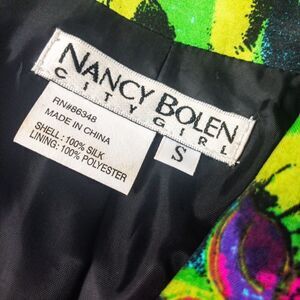 NANCY BOLEN
CITY GIRL
S
RN#86348
MADE IN CHINA
SHELL: 100% SILK
LINING: 100% POLYESTER